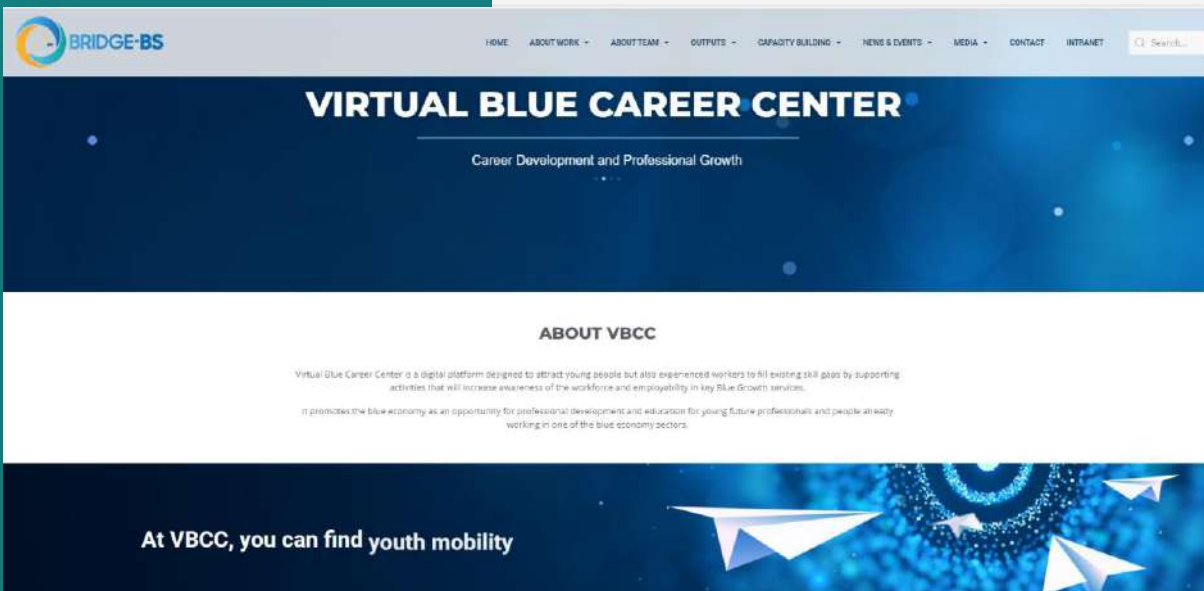 BRIDGE-BS
HOME ABOUT WORK ABOUT TEAM OUTPUTS CAPACITY BUILDING NEWS & EVENTS MEDIA CONTACT INTRANET Search...
VIRTUAL BLUE CAREER CENTER
Career Development and Professional Growth
ABOUT VBCC
Virtual Blue Career Center is a digital platform designed to attract young people but also experienced workers to fill existing skill gaps by supporting
activities that will increase awareness of the workforce and employability in key Blue Growth services.
It promotes the blue economy as an opportunity for professional development and education for young future professionals and people already
working in one of the blue economy sectors.
At VBCC, you can find youth mobility